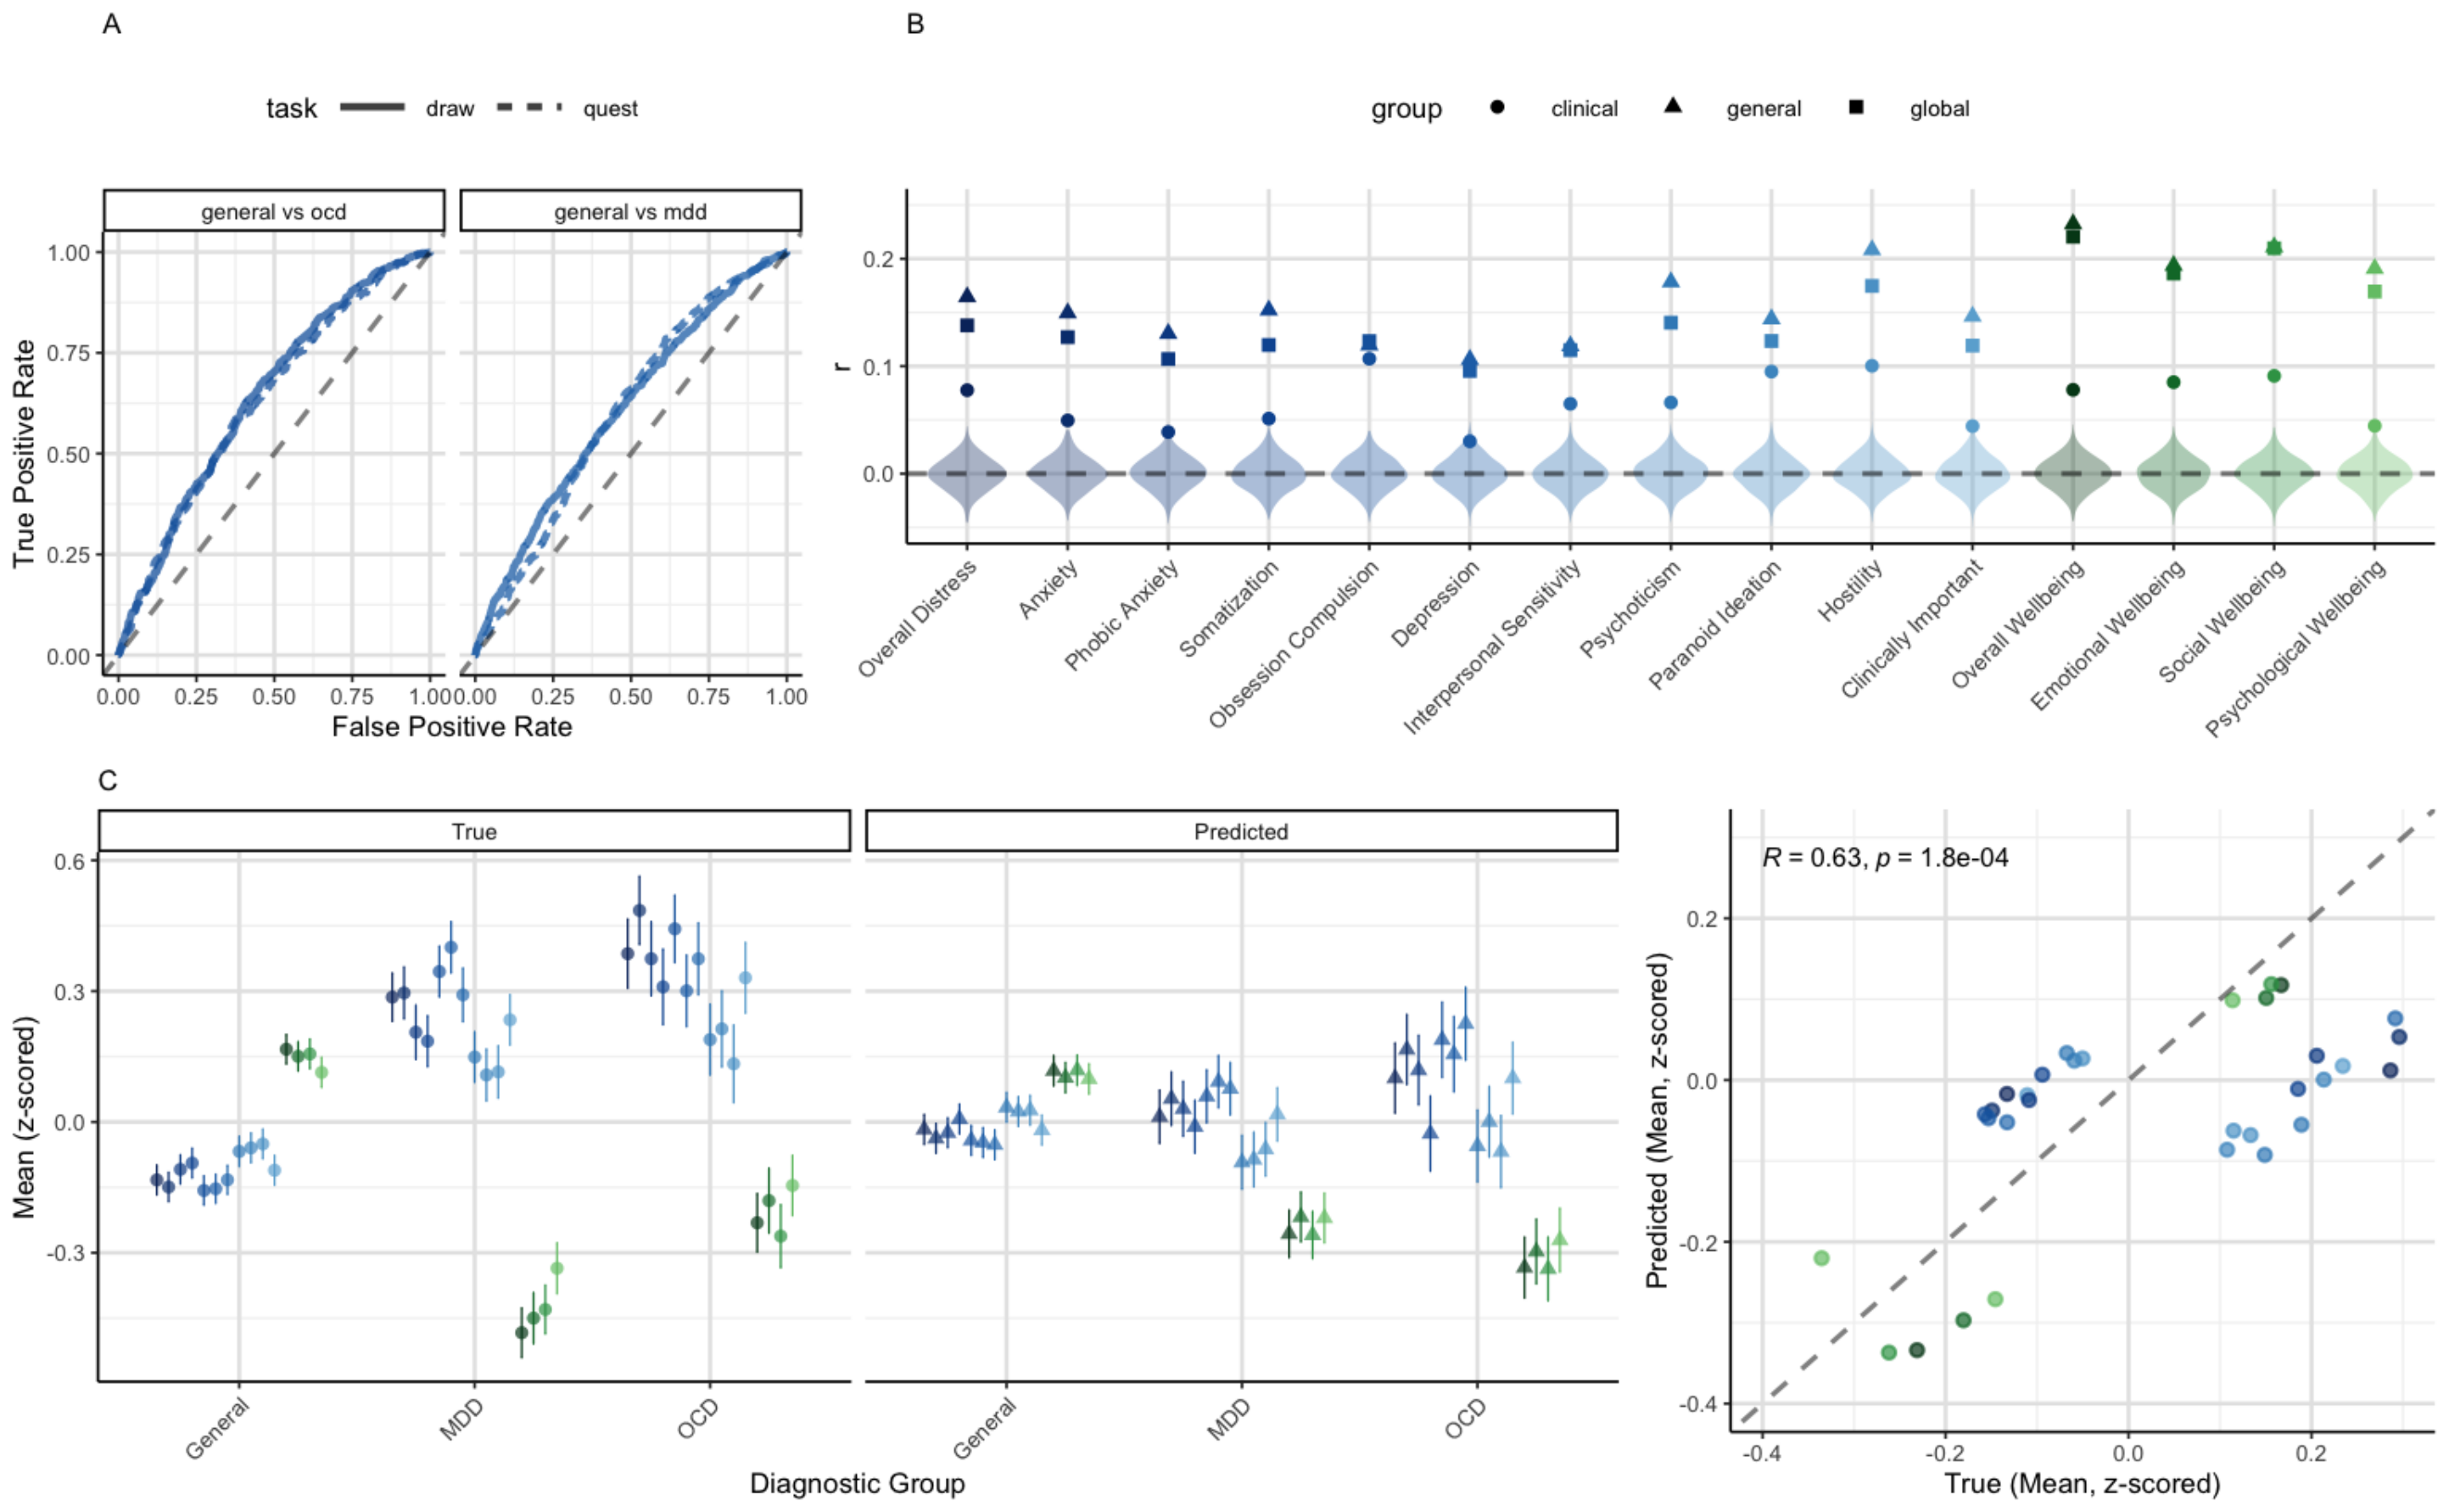 A
task draw quest
general vs ocd
general vs mdd
1.00
0.75
0.50
0.25
0.00
True Positive Rate
0.00 0.25 0.50 0.75 1.00
0.00 0.25 0.50 0.75 1.00
False Positive Rate
B
group clinical general global
0.2
0.1
0.0
r
Overall Distress
Anxiety
Phobic Anxiety
Somatization
Obsession Compulsion
Depression
Interpersonal Sensitivity
Psychoticism
Paranoid Ideation
Hostility
Clinically Important
Overall Wellbeing
Emotional Wellbeing
Social Wellbeing
Psychological Wellbeing
C
True
Predicted
0.6
0.3
0.0
-0.3
Mean (z-scored)
General
MDD
OCD
General
MDD
OCD
Diagnostic Group
R = 0.63, p = 1.8e-04
0.2
0.0
-0.2
-0.4
Predicted (Mean, z-scored)
-0.4 -0.2 0.0 0.2
True (Mean, z-scored)